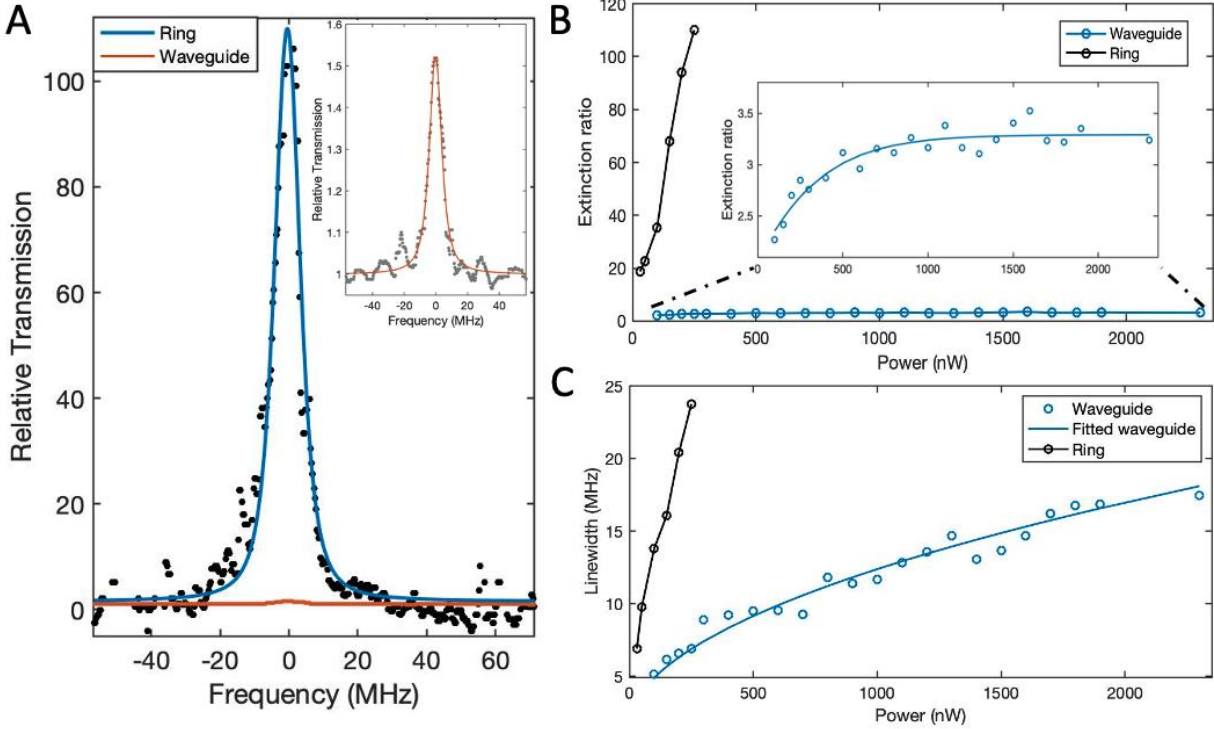 A
Ring
Waveguide
Relative Transmission
100
80
60
40
20
0
-40
-20
0
20
40
60
Frequency (MHz)
1.6
1.5
1.4
1.3
1.2
1.1
1
Relative Transmission
-40
-20
0
20
40
Frequency (MHz)
B
Waveguide
Ring
Extinction ratio
120
100
80
60
40
20
0
0
500
1000
1500
2000
Power (nW)
Extinction ratio
3.5
3
2.5
0
500
1000
1500
2000
C
Waveguide
Fitted waveguide
Ring
Linewidth (MHz)
25
20
15
10
5
0
500
1000
1500
2000
Power (nW)